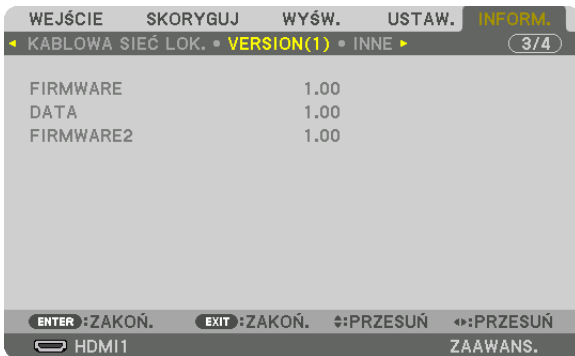 WEJŚCIE SKORYGUJ WYŚW. USTAW. INFORM.
◄ KABLOWA SIEĆ LOK. • VERSION(1) • INNE ► 3/4
FIRMWARE 1.00
DATA 1.00
FIRMWARE2 1.00
ENTER :ZAKOŃ. EXIT :ZAKOŃ. :PRZESUŃ :PRZESUŃ
HDMI1 ZAAWANS.